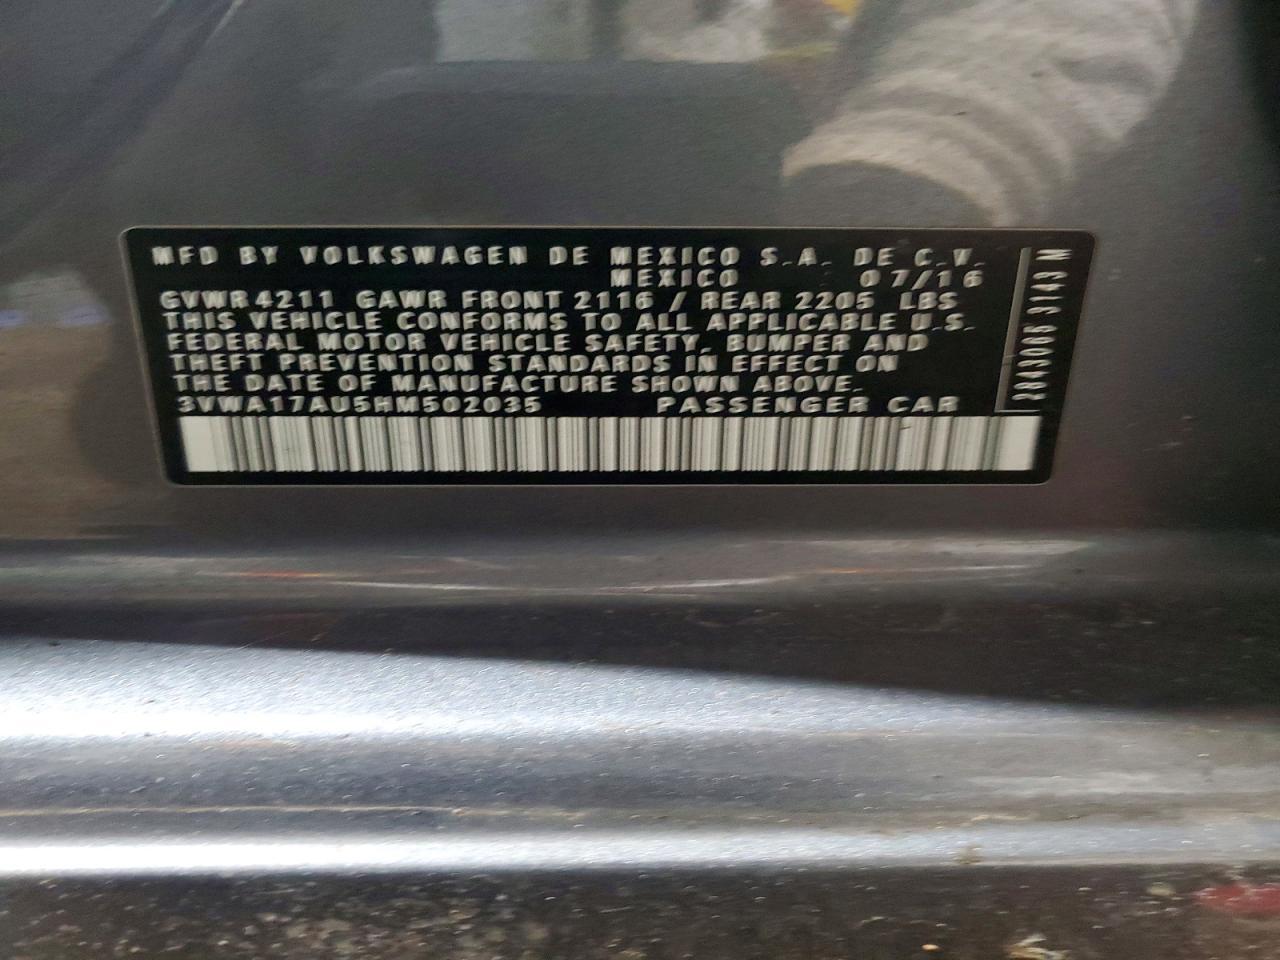 MFD BY VOLKSWAGEN DE MEXICO S.A. DE C.V.
MEXICO 07/16
GVWR 4211 GAWR FRONT 2116 / REAR 2205 LBS
THIS VEHICLE CONFORMS TO ALL APPLICABLE U.S.
FEDERAL MOTOR VEHICLE SAFETY, BUMPER AND
THEFT PREVENTION STANDARDS IN EFFECT ON
THE DATE OF MANUFACTURE SHOWN ABOVE.
3VWA17AU5HM502035 PASSENGER CAR
2843065 3143 M